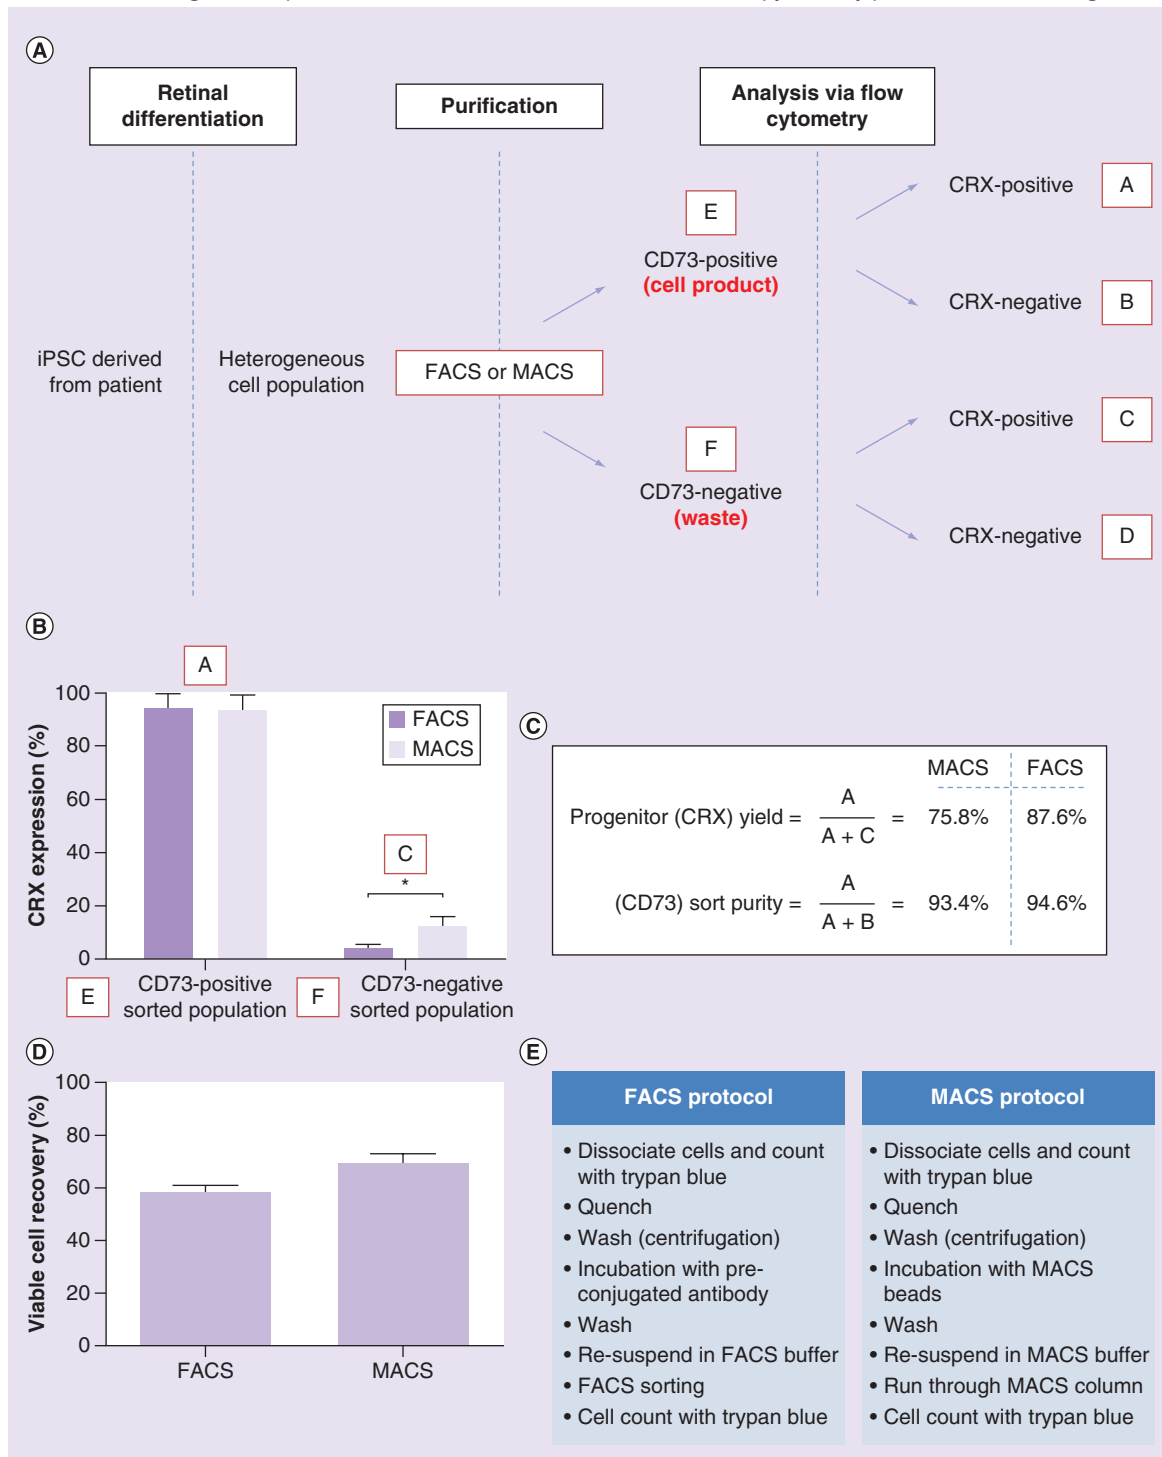 A
Retinal
differentiation
Purification
Analysis via flow
cytometry
CRX-positive
A
E
CD73-positive
(cell product)
CRX-negative
B
iPSC derived
from patient
Heterogeneous
cell population
FACS or MACS
CRX-positive
C
F
CD73-negative
(waste)
CRX-negative
D
B
A
CRX expression (%)
100
80
60
40
20
0
FACS
MACS
C
*
E
CD73-positive
sorted population
F
CD73-negative
sorted population
C
MACS FACS
Progenitor (CRX) yield = A / A + C = 75.8% 87.6%
(CD73) sort purity = A / A + B = 93.4% 94.6%
D
Viable cell recovery (%)
100
80
60
40
20
0
FACS
MACS
E
FACS protocol
• Dissociate cells and count
with trypan blue
• Quench
• Wash (centrifugation)
• Incubation with pre-
conjugated antibody
• Wash
• Re-suspend in FACS buffer
• FACS sorting
• Cell count with trypan blue
MACS protocol
• Dissociate cells and count
with trypan blue
• Quench
• Wash (centrifugation)
• Incubation with MACS
beads
• Wash
• Re-suspend in MACS buffer
• Run through MACS column
• Cell count with trypan blue